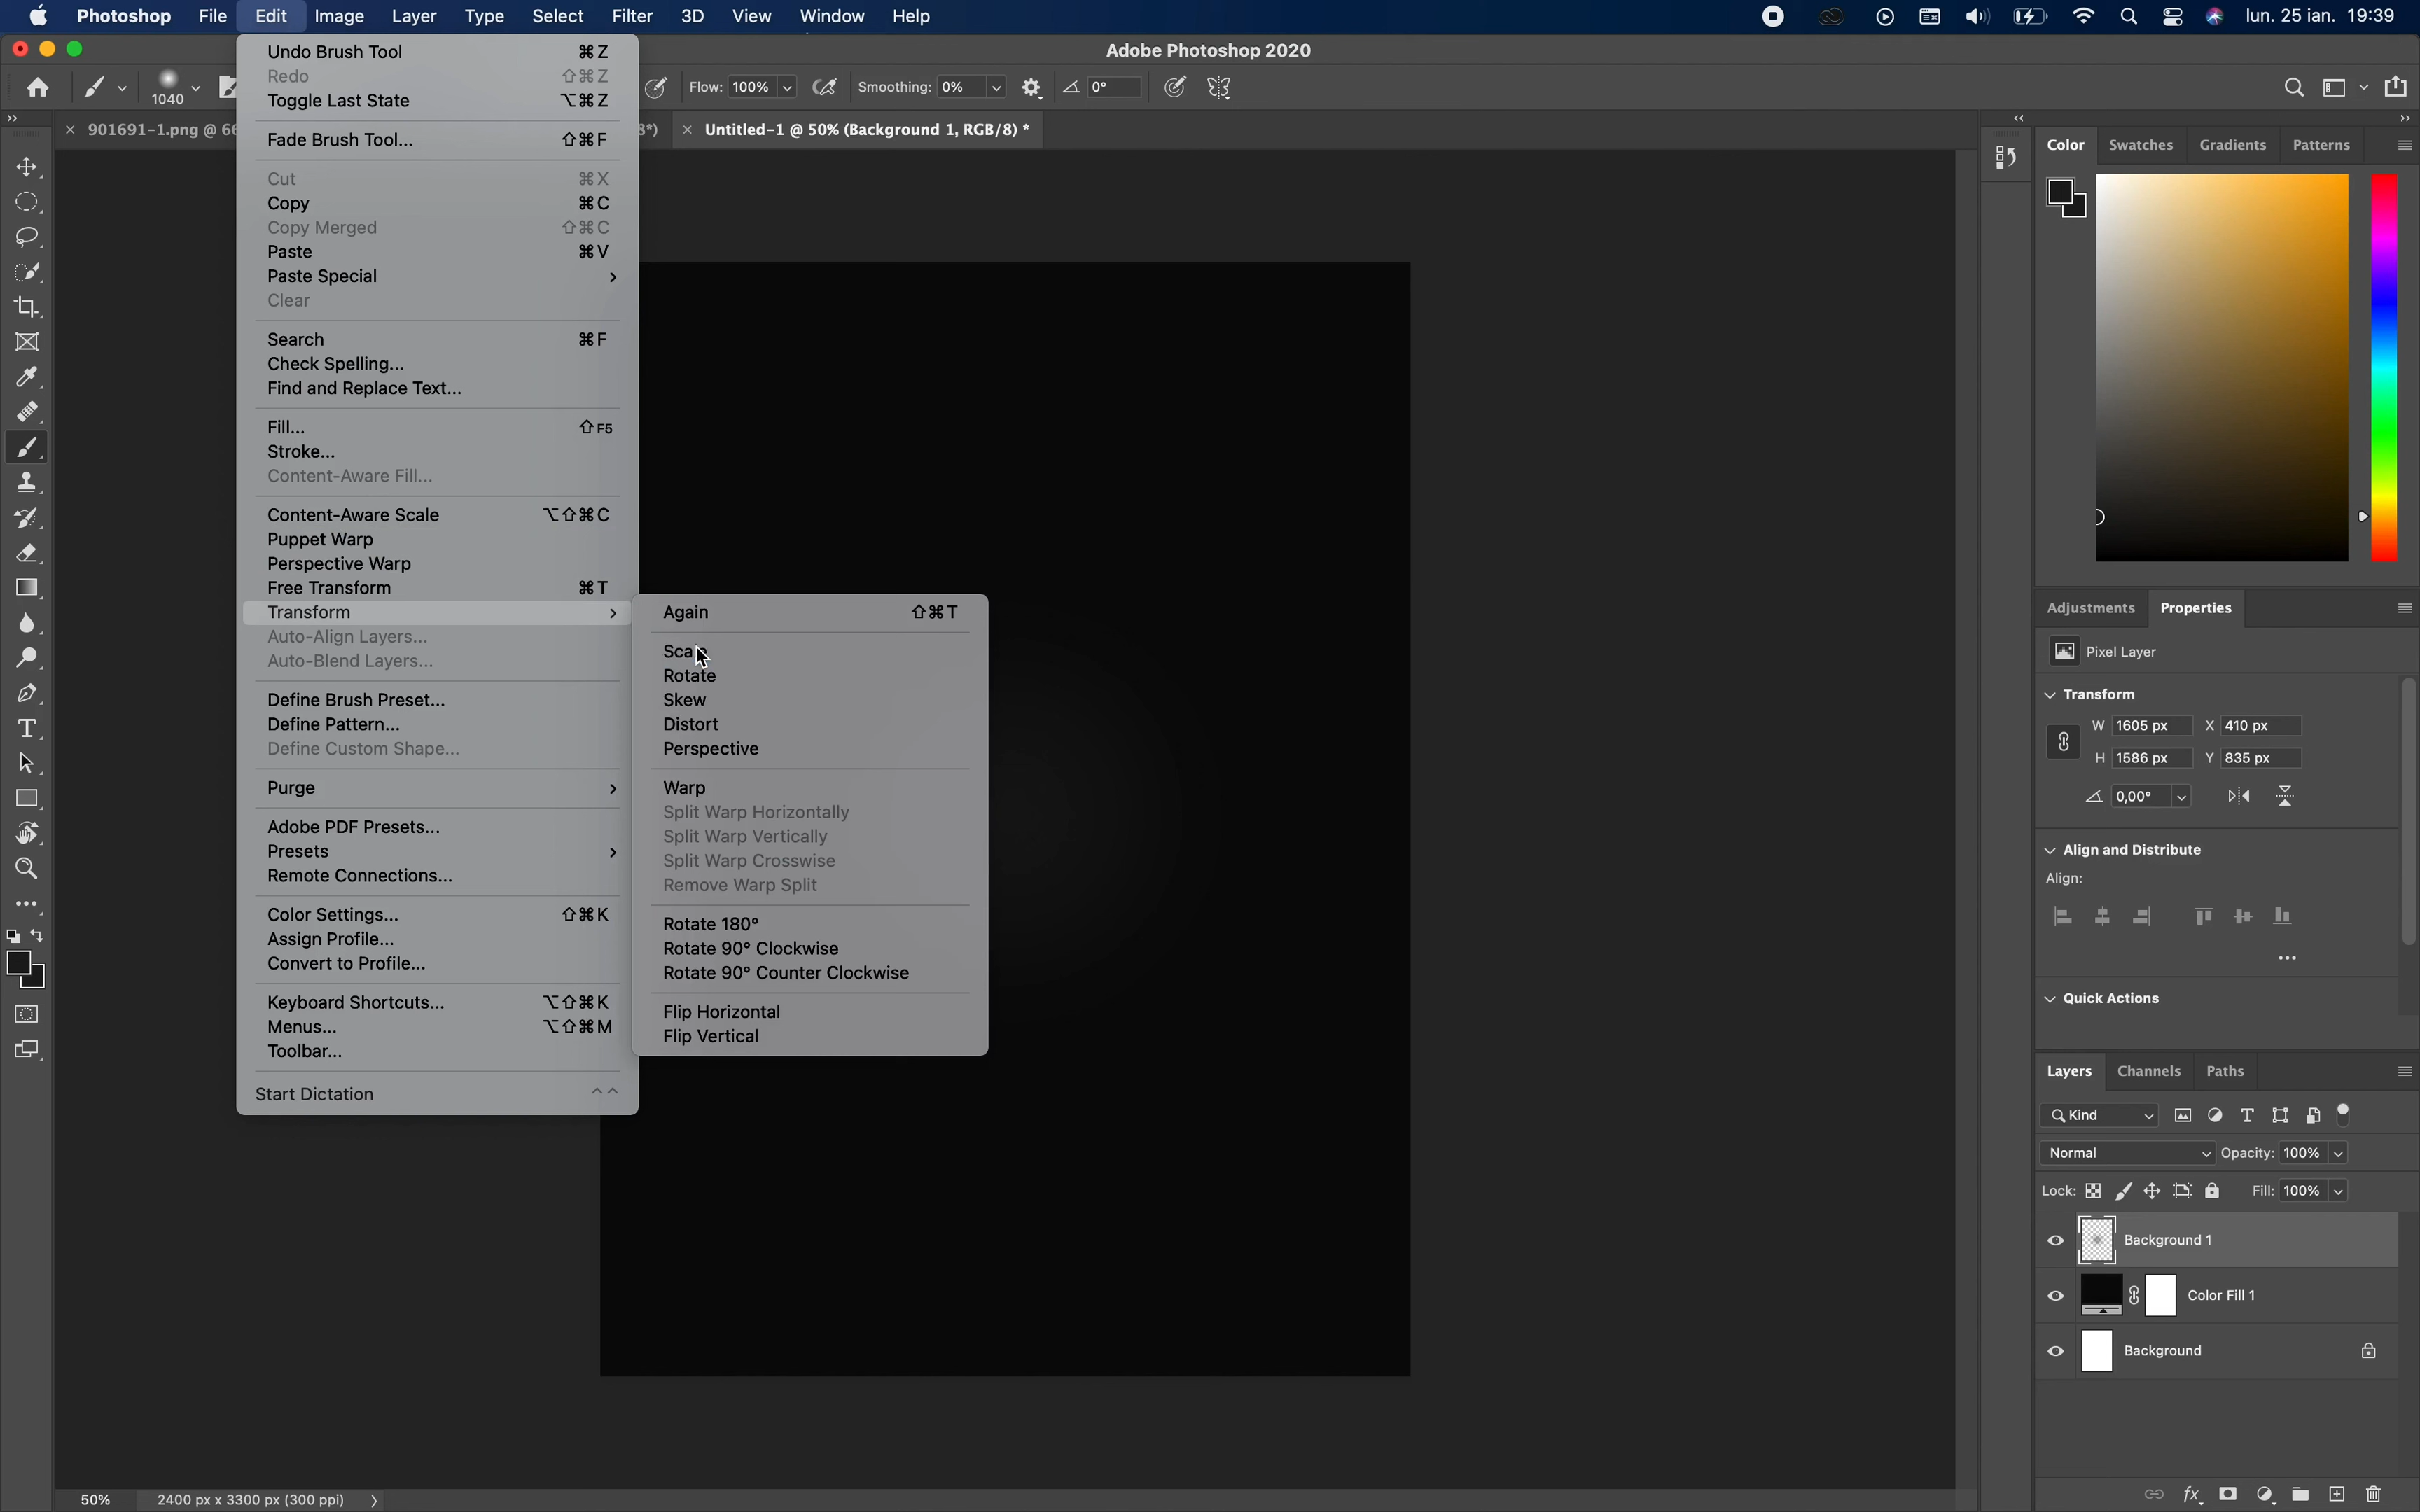 Photoshop File Edit Image Layer Type Select Filter 3D View Window Help lun. 25 ian. 19:39
Adobe Photoshop 2020
1040 Flow: 100% Smoothing: 0% 0°
901691-1.png @ 66 8*) Untitled-1 @ 50% (Background 1, RGB/8) *
Undo Brush Tool ⌘Z
Redo ⇧⌘Z
Toggle Last State ⌥⌘Z
Fade Brush Tool... ⇧⌘F
Cut ⌘X
Copy ⌘C
Copy Merged ⇧⌘C
Paste ⌘V
Paste Special
Clear
Search ⌘F
Check Spelling...
Find and Replace Text...
Fill... ⇧F5
Stroke...
Content-Aware Fill...
Content-Aware Scale ⌥⇧⌘C
Puppet Warp
Perspective Warp
Free Transform ⌘T
Transform
Auto-Align Layers...
Auto-Blend Layers...
Define Brush Preset...
Define Pattern...
Define Custom Shape...
Purge
Adobe PDF Presets...
Presets
Remote Connections...
Color Settings... ⇧⌘K
Assign Profile...
Convert to Profile...
Keyboard Shortcuts... ⌥⇧⌘K
Menus... ⌥⇧⌘M
Toolbar...
Start Dictation
Again ⇧⌘T
Scale
Rotate
Skew
Distort
Perspective
Warp
Split Warp Horizontally
Split Warp Vertically
Split Warp Crosswise
Remove Warp Split
Rotate 180°
Rotate 90° Clockwise
Rotate 90° Counter Clockwise
Flip Horizontal
Flip Vertical
Color Swatches Gradients Patterns
Adjustments Properties
Pixel Layer
Transform
W 1605 px X 410 px
H 1586 px Y 835 px
0,00°
Align and Distribute
Align:
Quick Actions
Layers Channels Paths
Kind
Normal Opacity: 100%
Lock: Fill: 100%
Background 1
Color Fill 1
Background
fx
50% 2400 px x 3300 px (300 ppi)